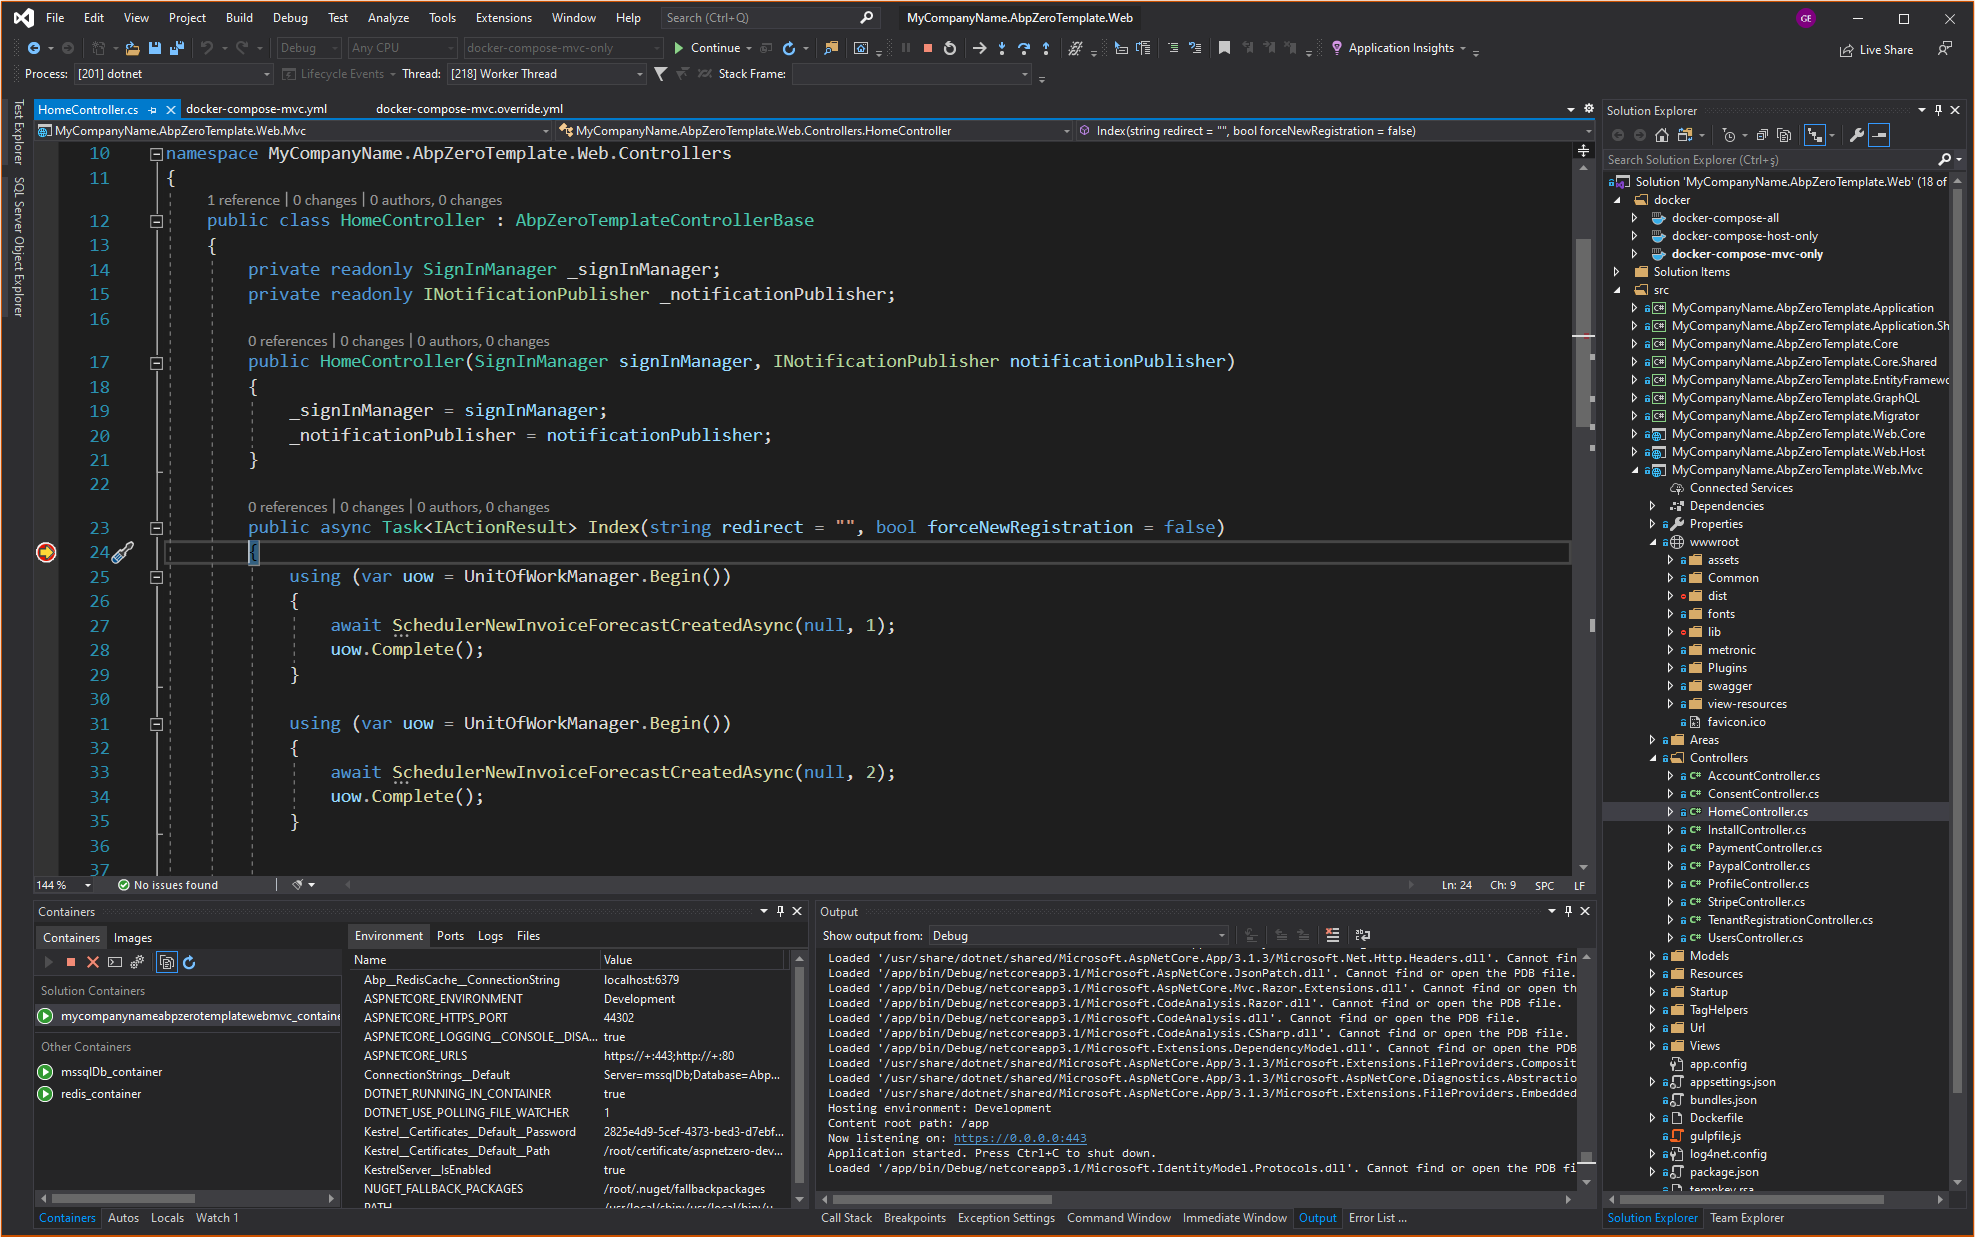 File Edit View Project Build Debug Test Analyze Tools Extensions Window Help Search (Ctrl+Q) MyCompanyName.AbpZeroTemplate.Web GE
Debug Any CPU docker-compose-mvc-only Continue Application Insights Live Share
Process: [201] dotnet Lifecycle Events Thread: [218] Worker Thread Stack Frame:
Test Explorer
SQL Server Object Explorer
HomeController.cs docker-compose-mvc.yml docker-compose-mvc.override.yml
MyCompanyName.AbpZeroTemplate.Web.Mvc MyCompanyName.AbpZeroTemplate.Web.Controllers.HomeController Index(string redirect = "", bool forceNewRegistration = false)
10 namespace MyCompanyName.AbpZeroTemplate.Web.Controllers
11 {
1 reference | 0 changes | 0 authors, 0 changes
12 public class HomeController : AbpZeroTemplateControllerBase
13 {
14 private readonly SignInManager _signInManager;
15 private readonly INotificationPublisher _notificationPublisher;
16
0 references | 0 changes | 0 authors, 0 changes
17 public HomeController(SignInManager signInManager, INotificationPublisher notificationPublisher)
18 {
19 _signInManager = signInManager;
20 _notificationPublisher = notificationPublisher;
21 }
22
0 references | 0 changes | 0 authors, 0 changes
23 public async Task<IActionResult> Index(string redirect = "", bool forceNewRegistration = false)
24 {
25 using (var uow = UnitOfWorkManager.Begin())
26 {
27 await SchedulerNewInvoiceForecastCreatedAsync(null, 1);
28 uow.Complete();
29 }
30
31 using (var uow = UnitOfWorkManager.Begin())
32 {
33 await SchedulerNewInvoiceForecastCreatedAsync(null, 2);
34 uow.Complete();
35 }
36
37
144 % No issues found Ln: 24 Ch: 9 SPC LF
Containers
Containers Images
Solution Containers
mycompanynameabpzerotemplatewebmvc_containe
Other Containers
mssqlDb_container
redis_container
Environment Ports Logs Files
Name Value
Abp__RedisCache__ConnectionString localhost:6379
ASPNETCORE_ENVIRONMENT Development
ASPNETCORE_HTTPS_PORT 44302
ASPNETCORE_LOGGING__CONSOLE__DISA... true
ASPNETCORE_URLS https://+:443;http://+:80
ConnectionStrings__Default Server=mssqlDb;Database=Abp...
DOTNET_RUNNING_IN_CONTAINER true
DOTNET_USE_POLLING_FILE_WATCHER 1
Kestrel__Certificates__Default__Password 2825e4d9-5cef-4373-bed3-d7ebf...
Kestrel__Certificates__Default__Path /root/certificate/aspnetzero-dev...
KestrelServer__IsEnabled true
NUGET_FALLBACK_PACKAGES /root/.nuget/fallbackpackages
PATH
Containers Autos Locals Watch 1
Output
Show output from: Debug
Loaded '/usr/share/dotnet/shared/Microsoft.AspNetCore.App/3.1.3/Microsoft.Net.Http.Headers.dll'. Cannot fin
Loaded '/app/bin/Debug/netcoreapp3.1/Microsoft.AspNetCore.JsonPatch.dll'. Cannot find or open the PDB file.
Loaded '/app/bin/Debug/netcoreapp3.1/Microsoft.AspNetCore.Mvc.Razor.Extensions.dll'. Cannot find or open th
Loaded '/app/bin/Debug/netcoreapp3.1/Microsoft.CodeAnalysis.Razor.dll'. Cannot find or open the PDB file.
Loaded '/app/bin/Debug/netcoreapp3.1/Microsoft.CodeAnalysis.dll'. Cannot find or open the PDB file.
Loaded '/app/bin/Debug/netcoreapp3.1/Microsoft.CodeAnalysis.CSharp.dll'. Cannot find or open the PDB file.
Loaded '/app/bin/Debug/netcoreapp3.1/Microsoft.Extensions.DependencyModel.dll'. Cannot find or open the PDB
Loaded '/usr/share/dotnet/shared/Microsoft.AspNetCore.App/3.1.3/Microsoft.Extensions.FileProviders.Composit
Loaded '/usr/share/dotnet/shared/Microsoft.AspNetCore.App/3.1.3/Microsoft.AspNetCore.Diagnostics.Abstractio
Loaded '/usr/share/dotnet/shared/Microsoft.AspNetCore.App/3.1.3/Microsoft.Extensions.FileProviders.Embedded
Hosting environment: Development
Content root path: /app
Now listening on: https://0.0.0.0:443
Application started. Press Ctrl+C to shut down.
Loaded '/app/bin/Debug/netcoreapp3.1/Microsoft.IdentityModel.Protocols.dll'. Cannot find or open the PDB fi
Call Stack Breakpoints Exception Settings Command Window Immediate Window Output Error List ...
Solution Explorer
Search Solution Explorer (Ctrl+ş)
Solution 'MyCompanyName.AbpZeroTemplate.Web' (18 of
docker
docker-compose-all
docker-compose-host-only
docker-compose-mvc-only
Solution Items
src
MyCompanyName.AbpZeroTemplate.Application
MyCompanyName.AbpZeroTemplate.Application.Sh
MyCompanyName.AbpZeroTemplate.Core
MyCompanyName.AbpZeroTemplate.Core.Shared
MyCompanyName.AbpZeroTemplate.EntityFramewo
MyCompanyName.AbpZeroTemplate.GraphQL
MyCompanyName.AbpZeroTemplate.Migrator
MyCompanyName.AbpZeroTemplate.Web.Core
MyCompanyName.AbpZeroTemplate.Web.Host
MyCompanyName.AbpZeroTemplate.Web.Mvc
Connected Services
Dependencies
Properties
wwwroot
assets
Common
dist
fonts
lib
metronic
Plugins
swagger
view-resources
favicon.ico
Areas
Controllers
AccountController.cs
ConsentController.cs
HomeController.cs
InstallController.cs
PaymentController.cs
PaypalController.cs
ProfileController.cs
StripeController.cs
TenantRegistrationController.cs
UsersController.cs
Models
Resources
Startup
TagHelpers
Url
Views
app.config
appsettings.json
bundles.json
Dockerfile
gulpfile.js
log4net.config
package.json
tempkey.rsa
Solution Explorer Team Explorer